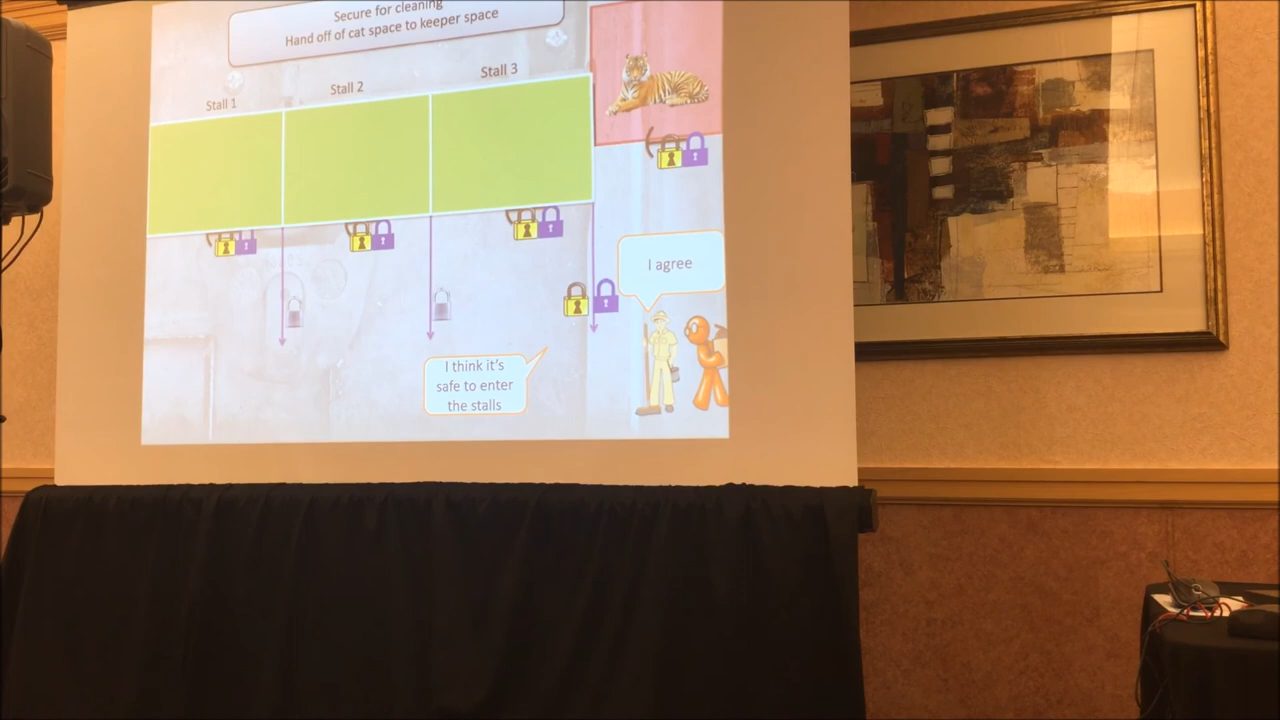 Secure for cleaning
Hand off of cat space to keeper space
Stall 1
Stall 2
Stall 3
I agree
I think it's
safe to enter
the stalls